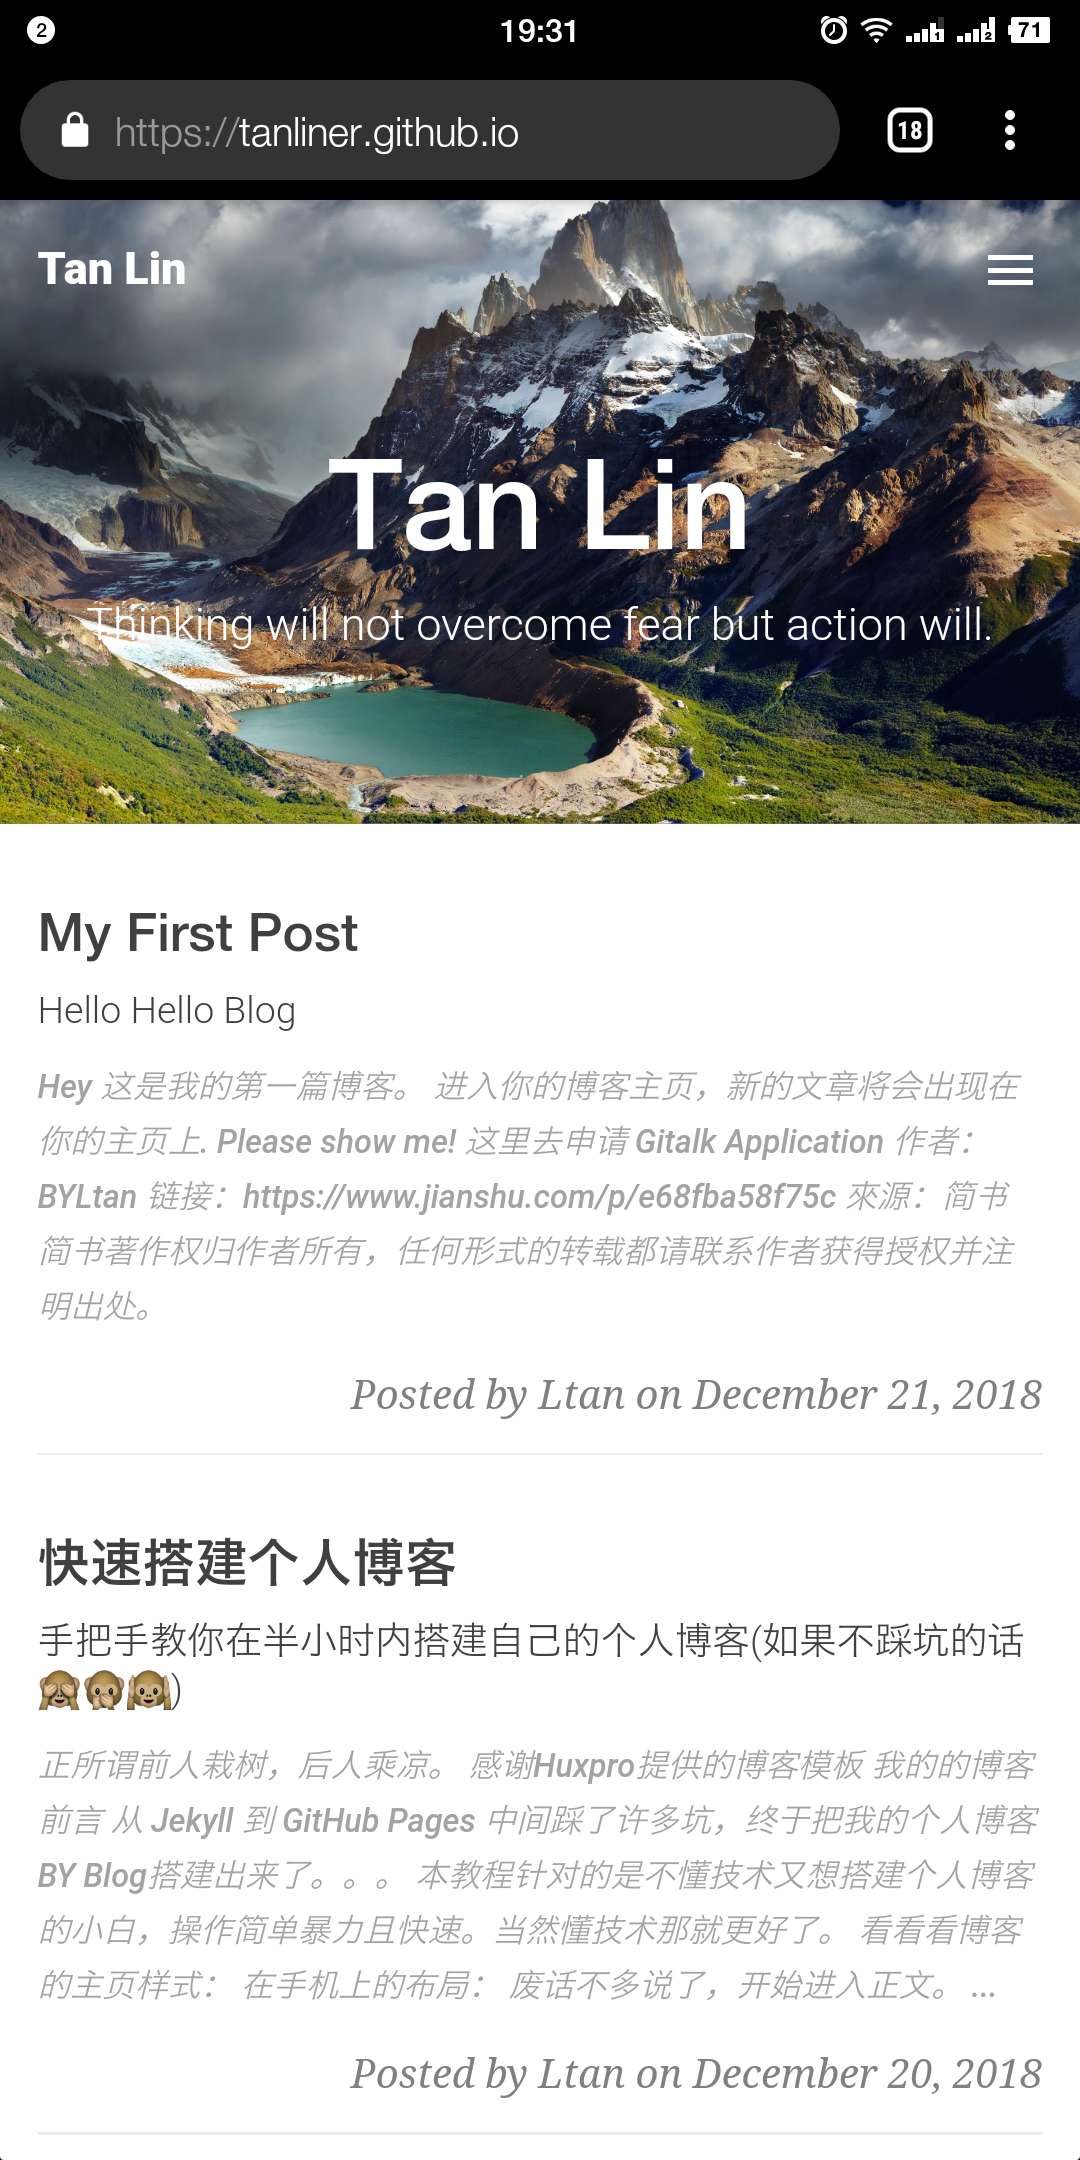 2
19:31
1
2
71
https://tanliner.github.io
18
Tan Lin
Tan Lin
Thinking will not overcome fear but action will.
My First Post
Hello Hello Blog
Hey 这是我的第一篇博客。 进入你的博客主页，新的文章将会出现在
你的主页上. Please show me! 这里去申请 Gitalk Application 作者：
BYLtan 链接：https://www.jianshu.com/p/e68fba58f75c 來源：简书
简书著作权归作者所有，任何形式的转载都请联系作者获得授权并注
明出处。
Posted by Ltan on December 21, 2018
快速搭建个人博客
手把手教你在半小时内搭建自己的个人博客(如果不踩坑的话
🙈🙊🙉)
正所谓前人栽树，后人乘凉。 感谢Huxpro提供的博客模板 我的的博客
前言 从 Jekyll 到 GitHub Pages 中间踩了许多坑，终于把我的个人博客
BY Blog搭建出来了。。。 本教程针对的是不懂技术又想搭建个人博客
的小白，操作简单暴力且快速。当然懂技术那就更好了。 看看看博客
的主页样式： 在手机上的布局： 废话不多说了，开始进入正文。 ...
Posted by Ltan on December 20, 2018